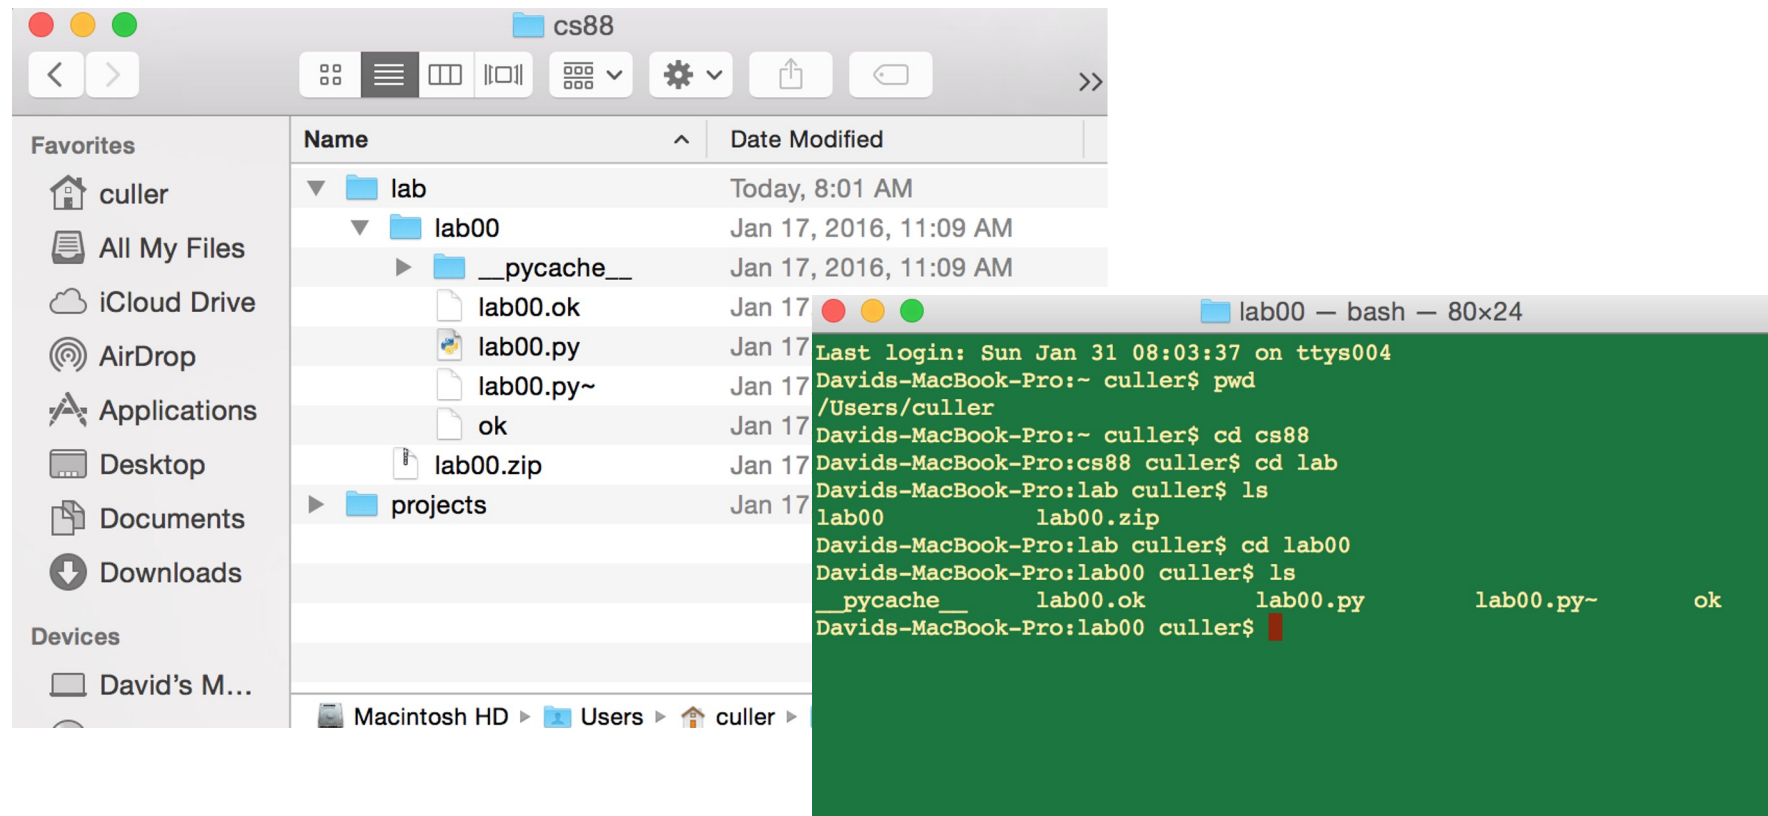 cs88
Favorites
culler
All My Files
iCloud Drive
AirDrop
Applications
Desktop
Documents
Downloads
Devices
David's M...
Name Date Modified
lab Today, 8:01 AM
lab00 Jan 17, 2016, 11:09 AM
__pycache__ Jan 17, 2016, 11:09 AM
lab00.ok Jan 17
lab00.py Jan 17
lab00.py~ Jan 17
ok Jan 17
lab00.zip Jan 17
projects Jan 17
Macintosh HD Users culler
lab00 — bash — 80×24
Last login: Sun Jan 31 08:03:37 on ttys004
Davids-MacBook-Pro:~ culler$ pwd
/Users/culler
Davids-MacBook-Pro:~ culler$ cd cs88
Davids-MacBook-Pro:cs88 culler$ cd lab
Davids-MacBook-Pro:lab culler$ ls
lab00 lab00.zip
Davids-MacBook-Pro:lab culler$ cd lab00
Davids-MacBook-Pro:lab00 culler$ ls
__pycache__ lab00.ok lab00.py lab00.py~ ok
Davids-MacBook-Pro:lab00 culler$